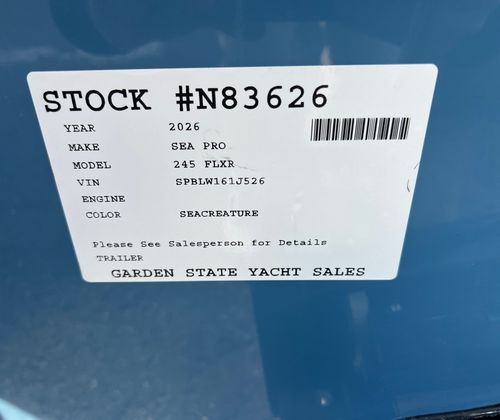 STOCK #N83626
YEAR 2026
MAKE SEA PRO
MODEL 245 FLXR
VIN SPBLW161J526
ENGINE
COLOR SEACREATURE
Please See Salesperson for Details
TRAILER
GARDEN STATE YACHT SALES